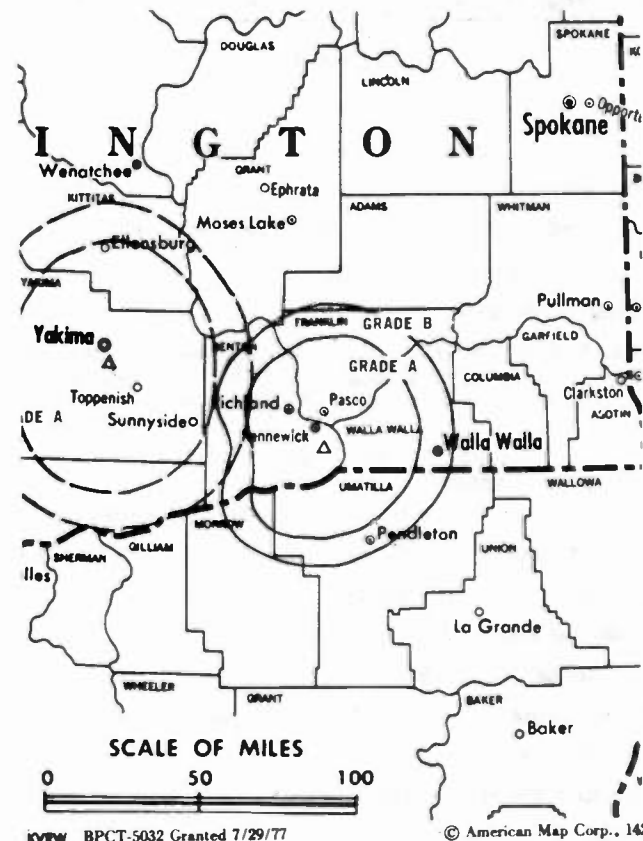 SPOKANE
DOUGLAS
LINCOLN
Opport
Spokane
I N G T O N
Wenatchee
GRANT
Ephrata
KITTITAS
ADAMS
WHITMAN
Moses Lake
Ellensburg
Pullman
YAKIMA
FRANKLIN
GRADE B
GARFIELD
Yakima
BENTON
GRADE A
COLUMBIA
Clarkston
Toppenish
Richland
Pasco
ASOTIN
DE A
Sunnyside
Kennewick
WALLA WALLA
Walla Walla
UMATILLA
WALLOWA
MORROW
Pendleton
SHERMAN
GILLIAM
UNION
lles
La Grande
WHEELER
GRANT
BAKER
Baker
SCALE OF MILES
0 50 100
BPCT-5032 Granted 7/29/77
© American Map Corp., 14